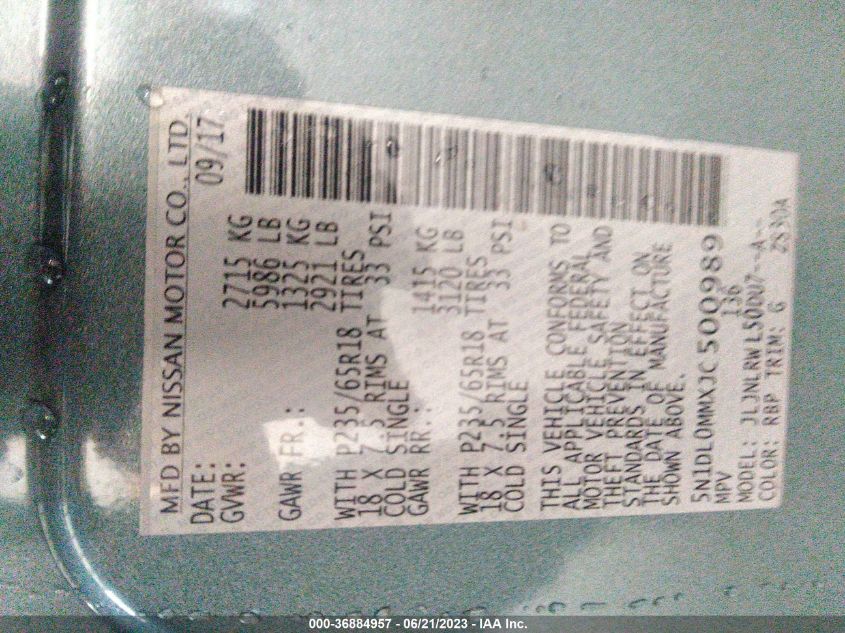 MFD BY NISSAN MOTOR CO., LTD.
DATE: 09/17
GVWR: 2715 KG
5986 LB
GAWR FR.: 1325 KG
2921 LB
WITH P235/65R18 TIRES
18 X 7.5 RIMS AT 33 PSI
COLD SINGLE
GAWR RR.: 1415 KG
3120 LB
WITH P235/65R18 TIRES
18 X 7.5 RIMS AT 33 PSI
COLD SINGLE
THIS VEHICLE CONFORMS TO
ALL APPLICABLE FEDERAL
MOTOR VEHICLE SAFETY AND
THEFT PREVENTION
STANDARDS IN EFFECT ON
THE DATE OF MANUFACTURE
SHOWN ABOVE.
5N1DL0MMXJC500989
MPV 136
MODEL: JLJNLRWL50DU7--A--
COLOR: RBP TRIM: G 2S30A
000-36884957 - 06/21/2023 - IAA Inc.